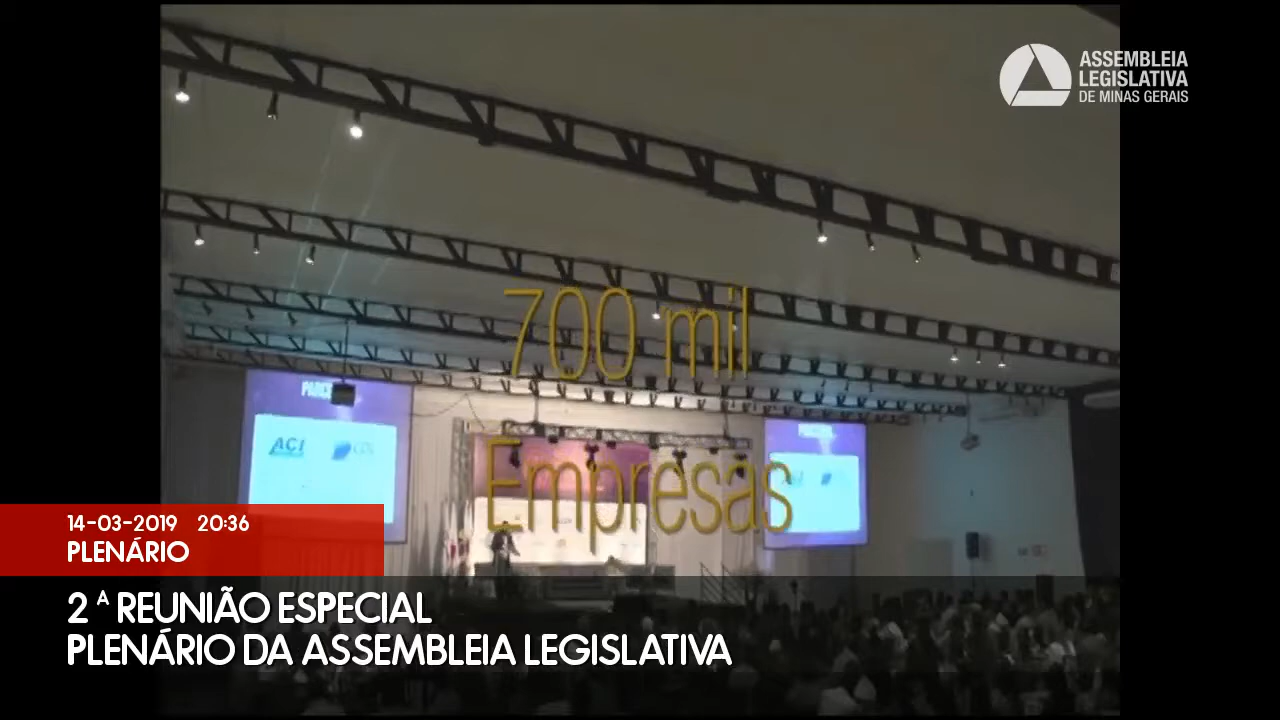 ASSEMBLEIA
LEGISLATIVA
DE MINAS GERAIS
700 mil
Empresas
ACI
14-03-2019 20:36
PLENÁRIO
2ª REUNIÃO ESPECIAL
PLENÁRIO DA ASSEMBLEIA LEGISLATIVA